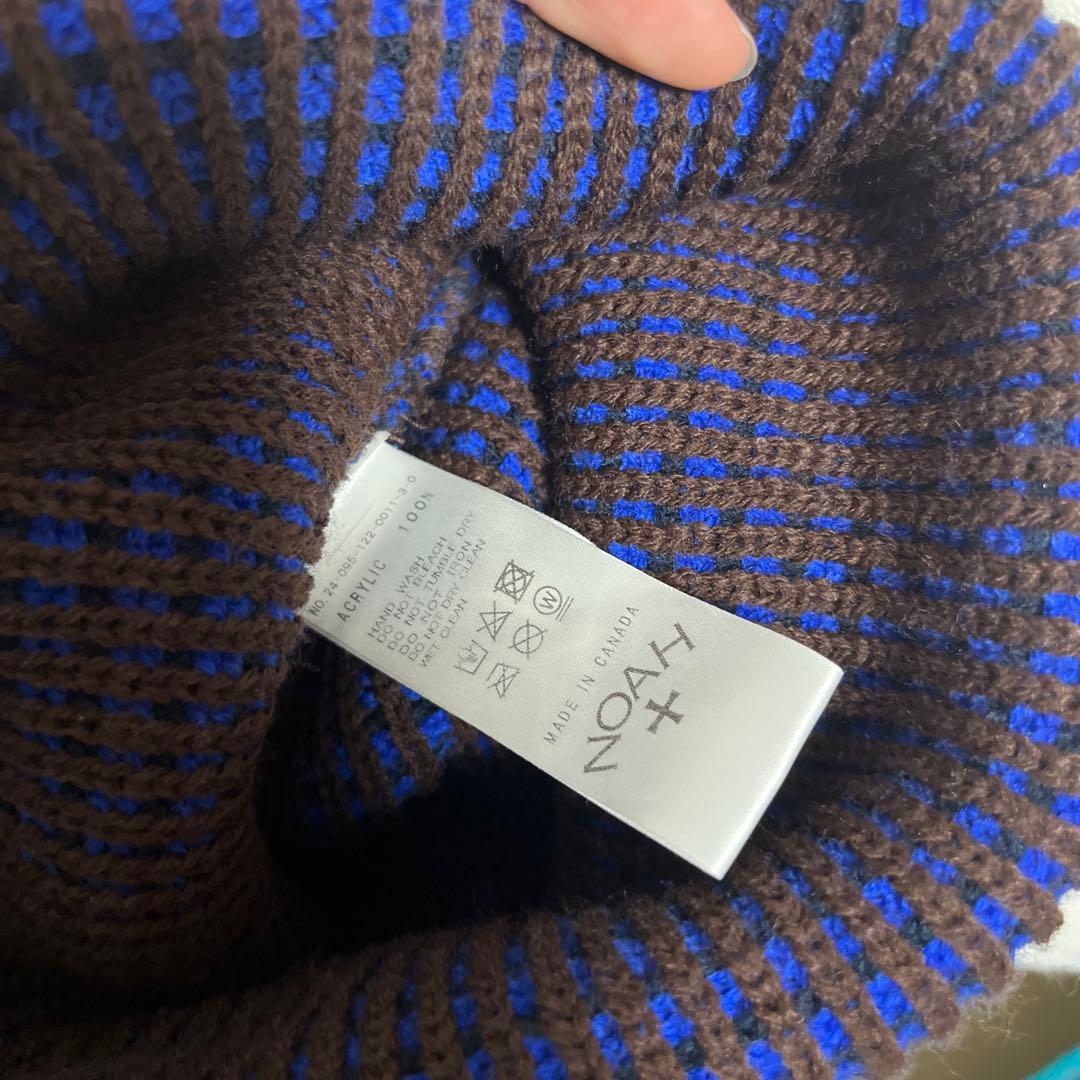 NO. 24-095-122-0011-3-0
ACRYLIC 100%
HAND WASH
DO NOT BLEACH
DO NOT TUMBLE DRY
DO NOT IRON
DO NOT DRY CLEAN
WET CLEAN
W
MADE IN CANADA
NOAH